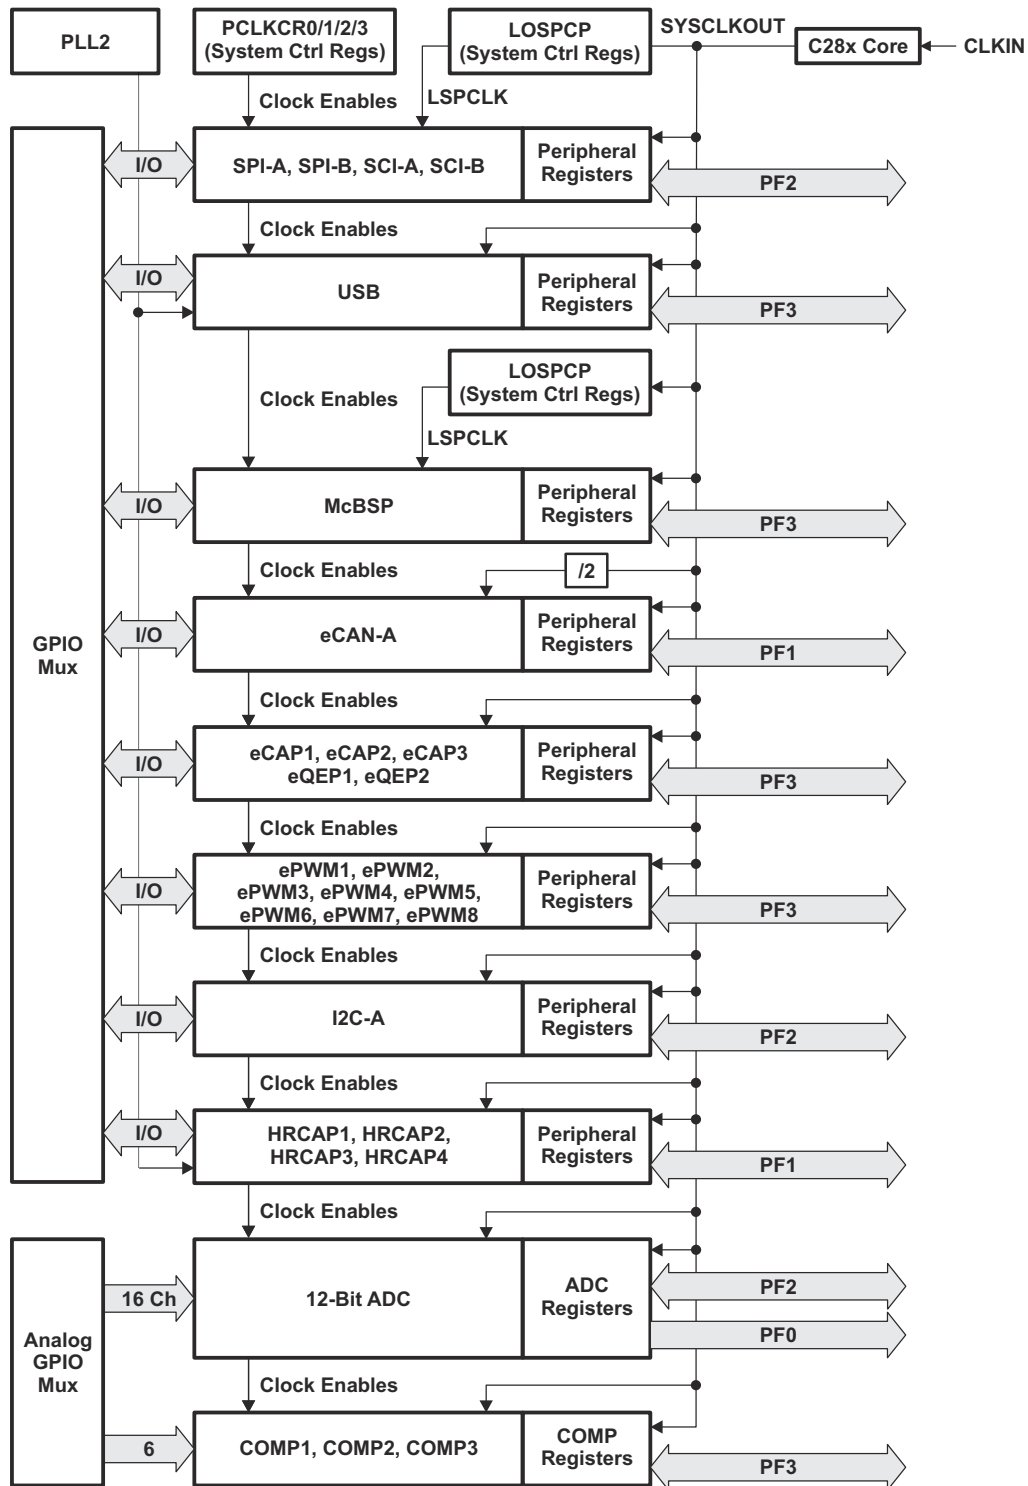 PLL2
PCLKCR0/1/2/3
(System Ctrl Regs)
LOSPCP
(System Ctrl Regs)
SYSCLKOUT
C28x Core
CLKIN
Clock Enables
LSPCLK
I/O
SPI-A, SPI-B, SCI-A, SCI-B
Peripheral
Registers
PF2
Clock Enables
I/O
USB
Peripheral
Registers
PF3
LOSPCP
(System Ctrl Regs)
Clock Enables
LSPCLK
I/O
McBSP
Peripheral
Registers
PF3
Clock Enables
/2
GPIO
Mux
I/O
eCAN-A
Peripheral
Registers
PF1
Clock Enables
I/O
eCAP1, eCAP2, eCAP3
eQEP1, eQEP2
Peripheral
Registers
PF3
Clock Enables
I/O
ePWM1, ePWM2,
ePWM3, ePWM4, ePWM5,
ePWM6, ePWM7, ePWM8
Peripheral
Registers
PF3
Clock Enables
I/O
I2C-A
Peripheral
Registers
PF2
Clock Enables
I/O
HRCAP1, HRCAP2,
HRCAP3, HRCAP4
Peripheral
Registers
PF1
Clock Enables
Analog
GPIO
Mux
16 Ch
12-Bit ADC
ADC
Registers
PF2
PF0
Clock Enables
6
COMP1, COMP2, COMP3
COMP
Registers
PF3